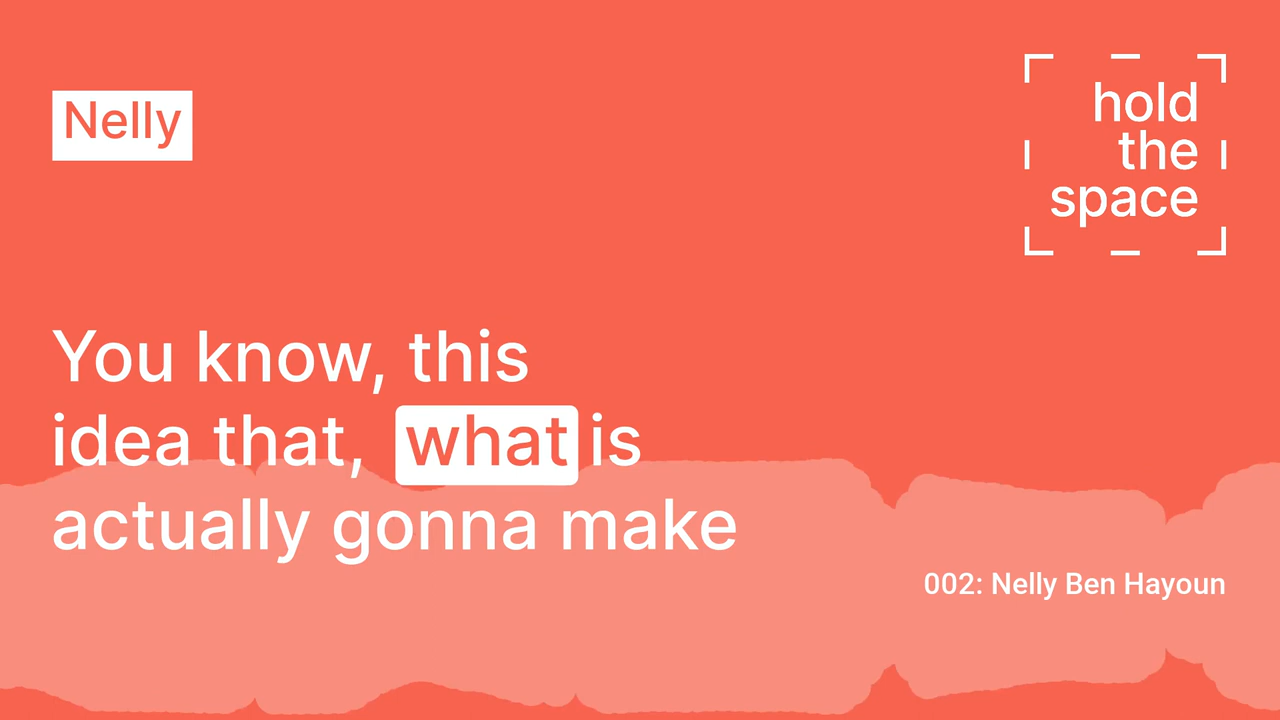 Nelly
hold
the
space
You know, this
idea that, what is
actually gonna make
002: Nelly Ben Hayoun